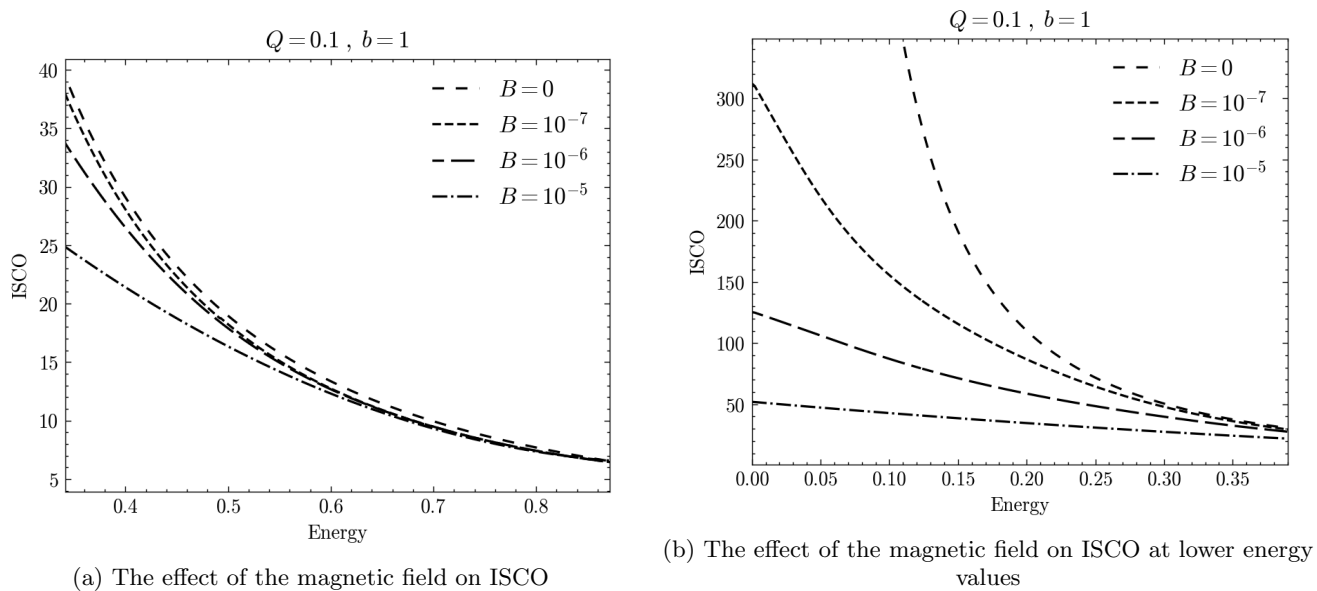 Q = 0.1 , b = 1
40
35
30
25
20
15
10
5
ISCO
B = 0
B = 10⁻⁷
B = 10⁻⁶
B = 10⁻⁵
0.4 0.5 0.6 0.7 0.8
Energy
(a) The effect of the magnetic field on ISCO
Q = 0.1 , b = 1
300
250
200
150
100
50
ISCO
B = 0
B = 10⁻⁷
B = 10⁻⁶
B = 10⁻⁵
0.00 0.05 0.10 0.15 0.20 0.25 0.30 0.35
Energy
(b) The effect of the magnetic field on ISCO at lower energy
values